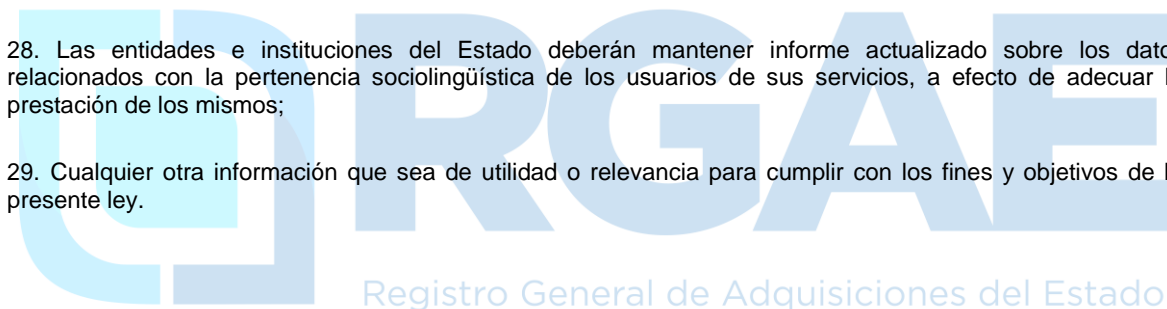 28. Las entidades e instituciones del Estado deberán mantener informe actualizado sobre los dato
relacionados con la pertenencia sociolingüística de los usuarios de sus servicios, a efecto de adecuar l
prestación de los mismos;
29. Cualquier otra información que sea de utilidad o relevancia para cumplir con los fines y objetivos de l
presente ley.
RGAE
Registro General de Adquisiciones del Estado